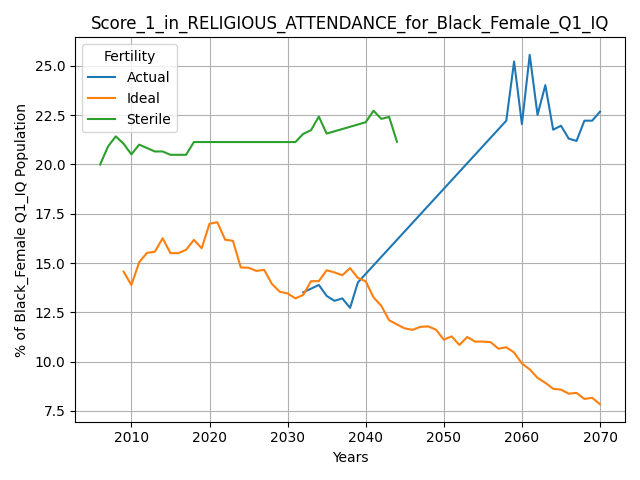 Score_1_in_RELIGIOUS_ATTENDANCE_for_Black_Female_Q1_IQ
Fertility
Actual
Ideal
Sterile
% of Black_Female Q1_IQ Population
25.0
22.5
20.0
17.5
15.0
12.5
10.0
7.5
2010 2020 2030 2040 2050 2060 2070
Years